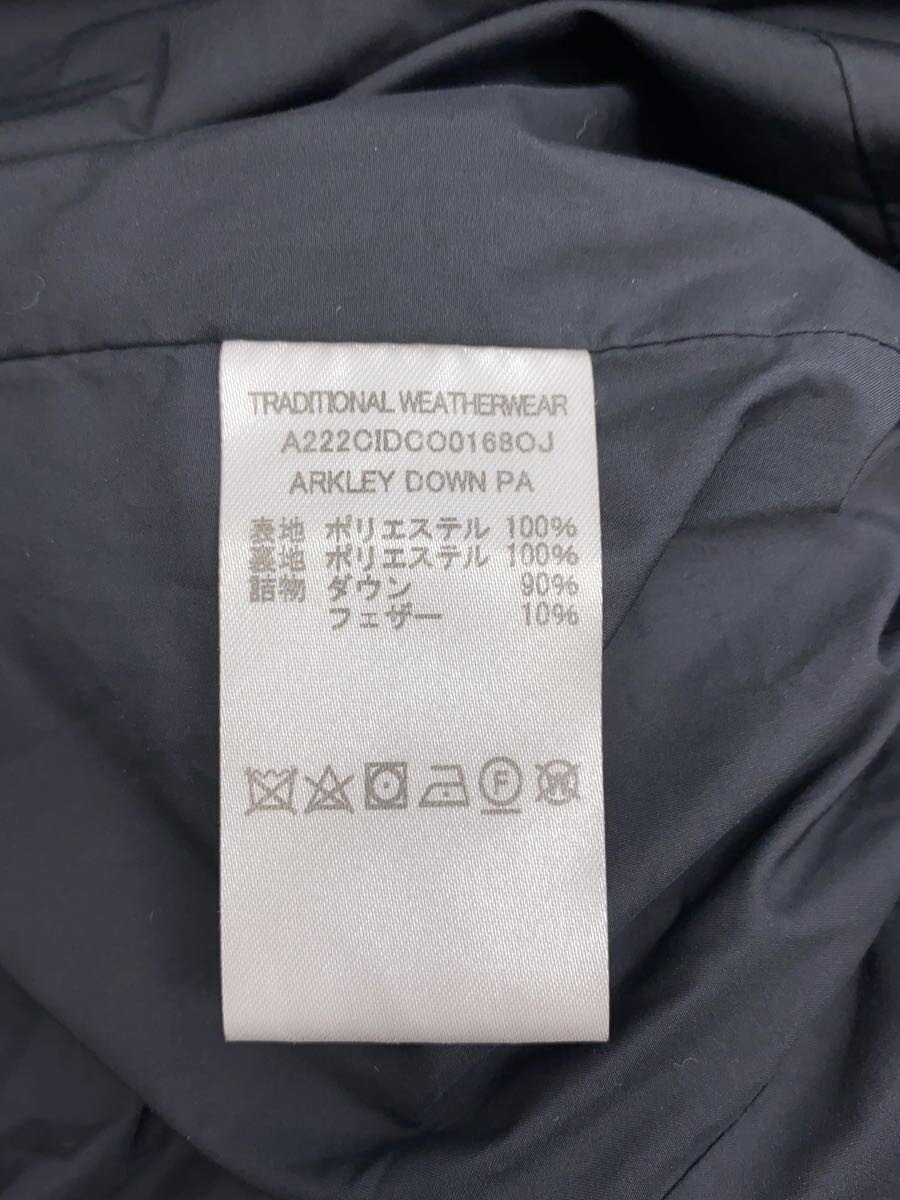 TRADITIONAL WEATHERWEAR
A222CIDCO0168OJ
ARKLEY DOWN PA
表地 ポリエステル 100%
裏地 ポリエステル 100%
詰物 ダウン 90%
フェザー 10%
F
W